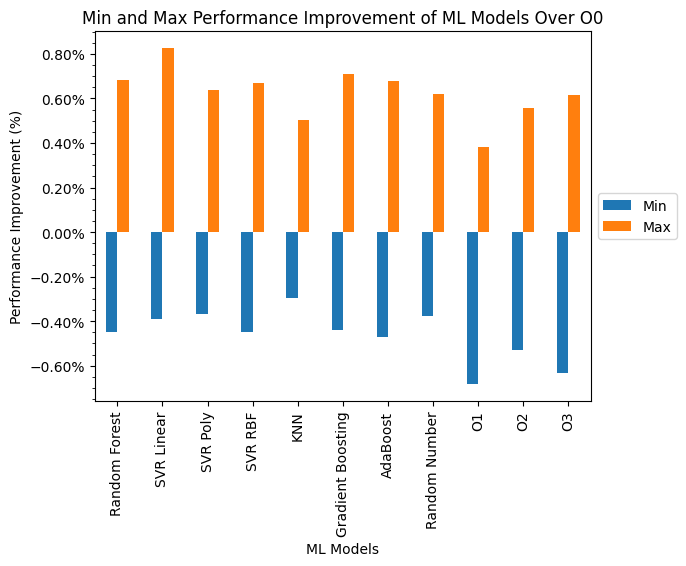 Min and Max Performance Improvement of ML Models Over O0
Performance Improvement (%)
0.80%
0.60%
0.40%
0.20%
0.00%
−0.20%
−0.40%
−0.60%
Min
Max
Random Forest
SVR Linear
SVR Poly
SVR RBF
KNN
Gradient Boosting
AdaBoost
Random Number
O1
O2
O3
ML Models